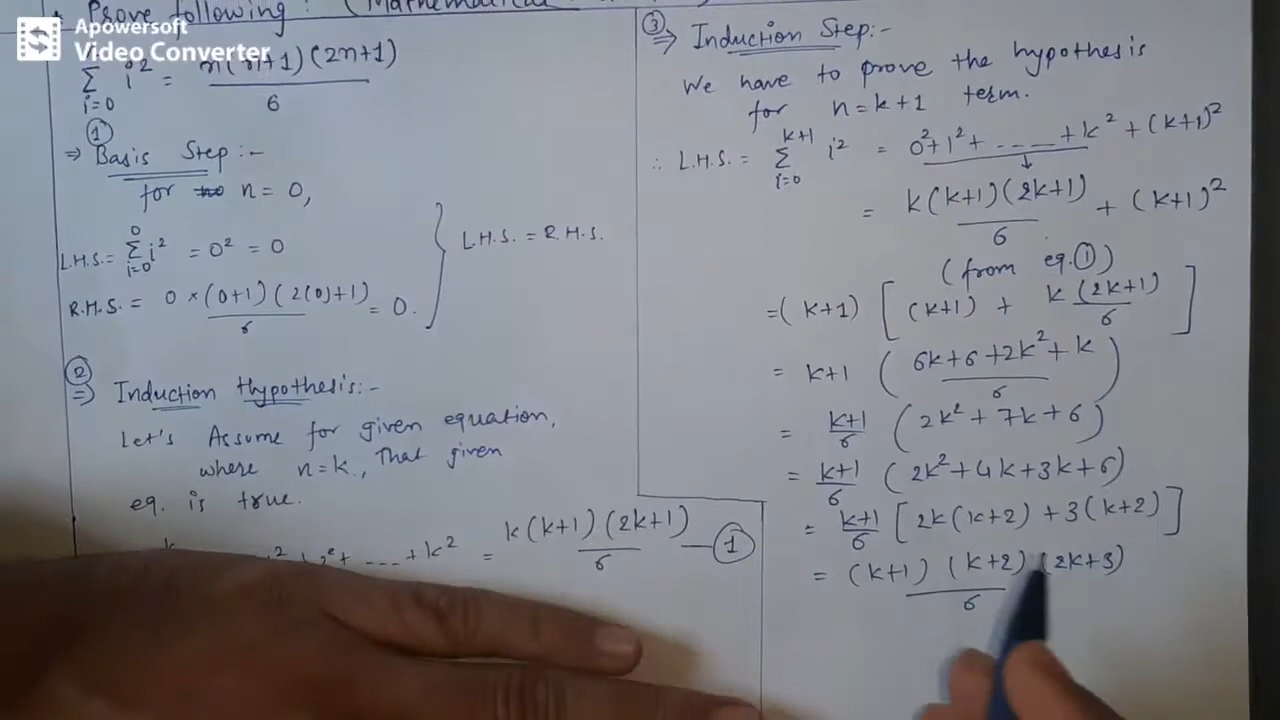 Prove following : (Mathematical
Apowersoft
Video Converter
∑ i=0 i² = n(n+1)(2n+1) / 6
①
⇒ Basis Step:-
for n = 0,
L.H.S. = 0 ∑ i=0 i² = 0² = 0
R.H.S. = 0 × (0+1)(2(0)+1) / 6 = 0.
} L.H.S. = R.H.S.
②
⇒ Induction Hypothesis:-
Let's Assume for given equation,
where n=k, That given
eq. is true.
+ ---- + k² = k(k+1)(2k+1) / 6 — ①
③
⇒ Induction Step:-
We have to prove the hypothesis
for n=k+1 term.
∴ L.H.S. = k+1 ∑ i=0 i² = 0²+1²+ ---- +k² + (k+1)²
= k(k+1)(2k+1) / 6 + (k+1)²
(from eq.①)
=(k+1) [ (k+1) + k(2k+1) / 6 ]
= k+1 ( 6k+6+2k²+k / 6 )
= k+1 / 6 ( 2k²+7k+6 )
= k+1 / 6 ( 2k²+4k+3k+6 )
= k+1 / 6 [ 2k(k+2) + 3(k+2) ]
= (k+1) (k+2) (2k+3) / 6